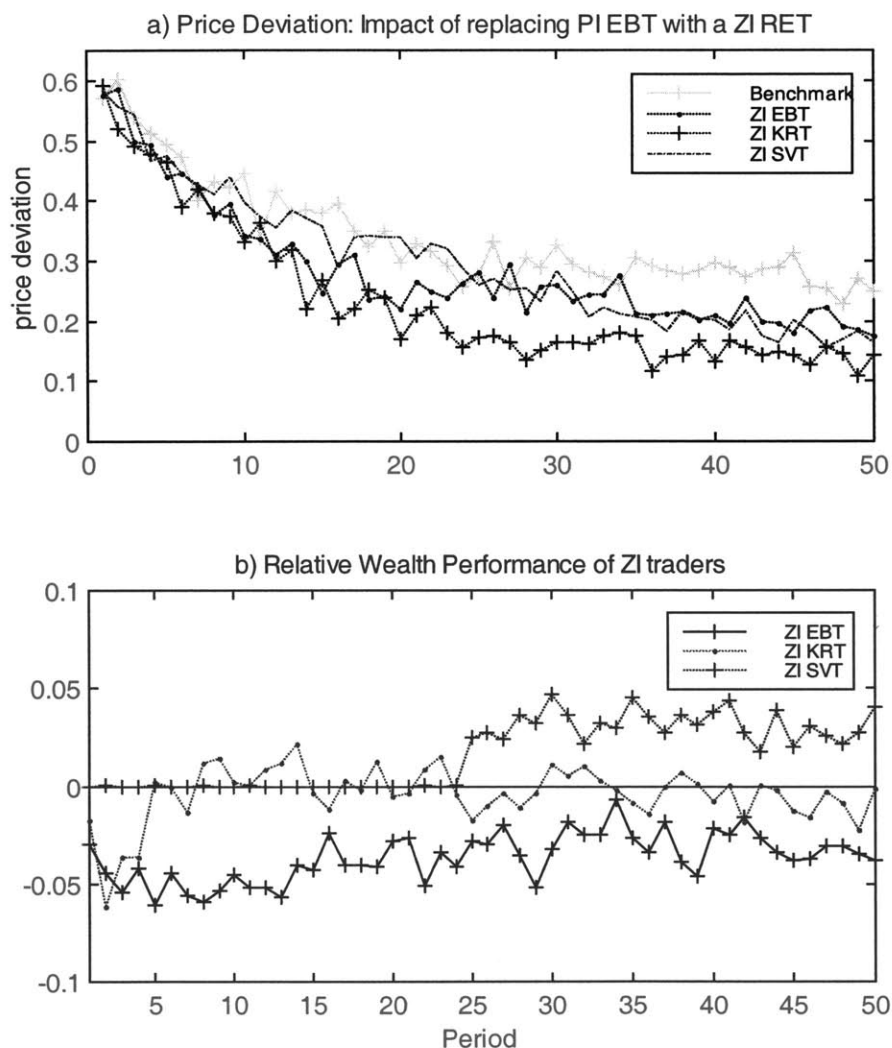 a) Price Deviation: Impact of replacing PI EBT with a ZI RET
price deviation
0.6
0.5
0.4
0.3
0.2
0.1
0
Benchmark
ZI EBT
ZI KRT
ZI SVT
0 10 20 30 40 50
b) Relative Wealth Performance of ZI traders
0.1
0.05
0
-0.05
-0.1
ZI EBT
ZI KRT
ZI SVT
5 10 15 20 25 30 35 40 45 50
Period